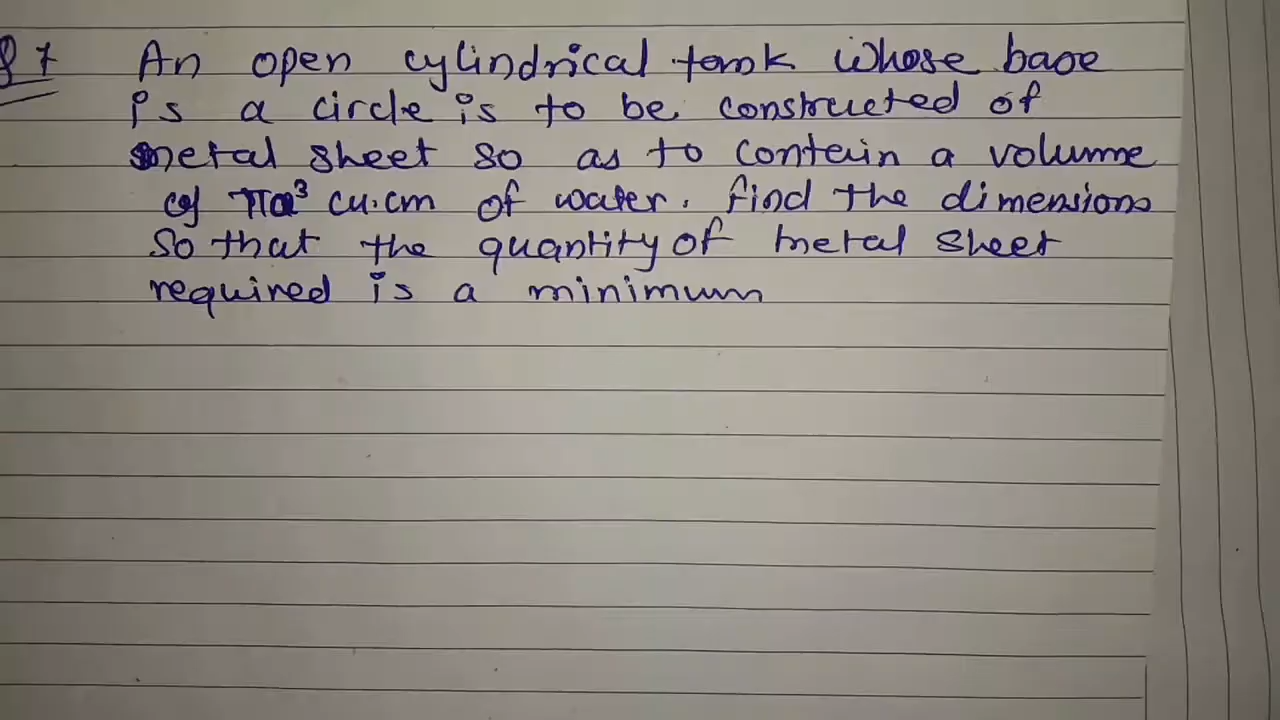 Q7 An open cylindrical tank whose base
is a circle is to be constructed of
metal sheet so as to contain a volume
of πa³ cu.cm of water. find the dimensions
so that the quantity of metal sheet
required is a minimum